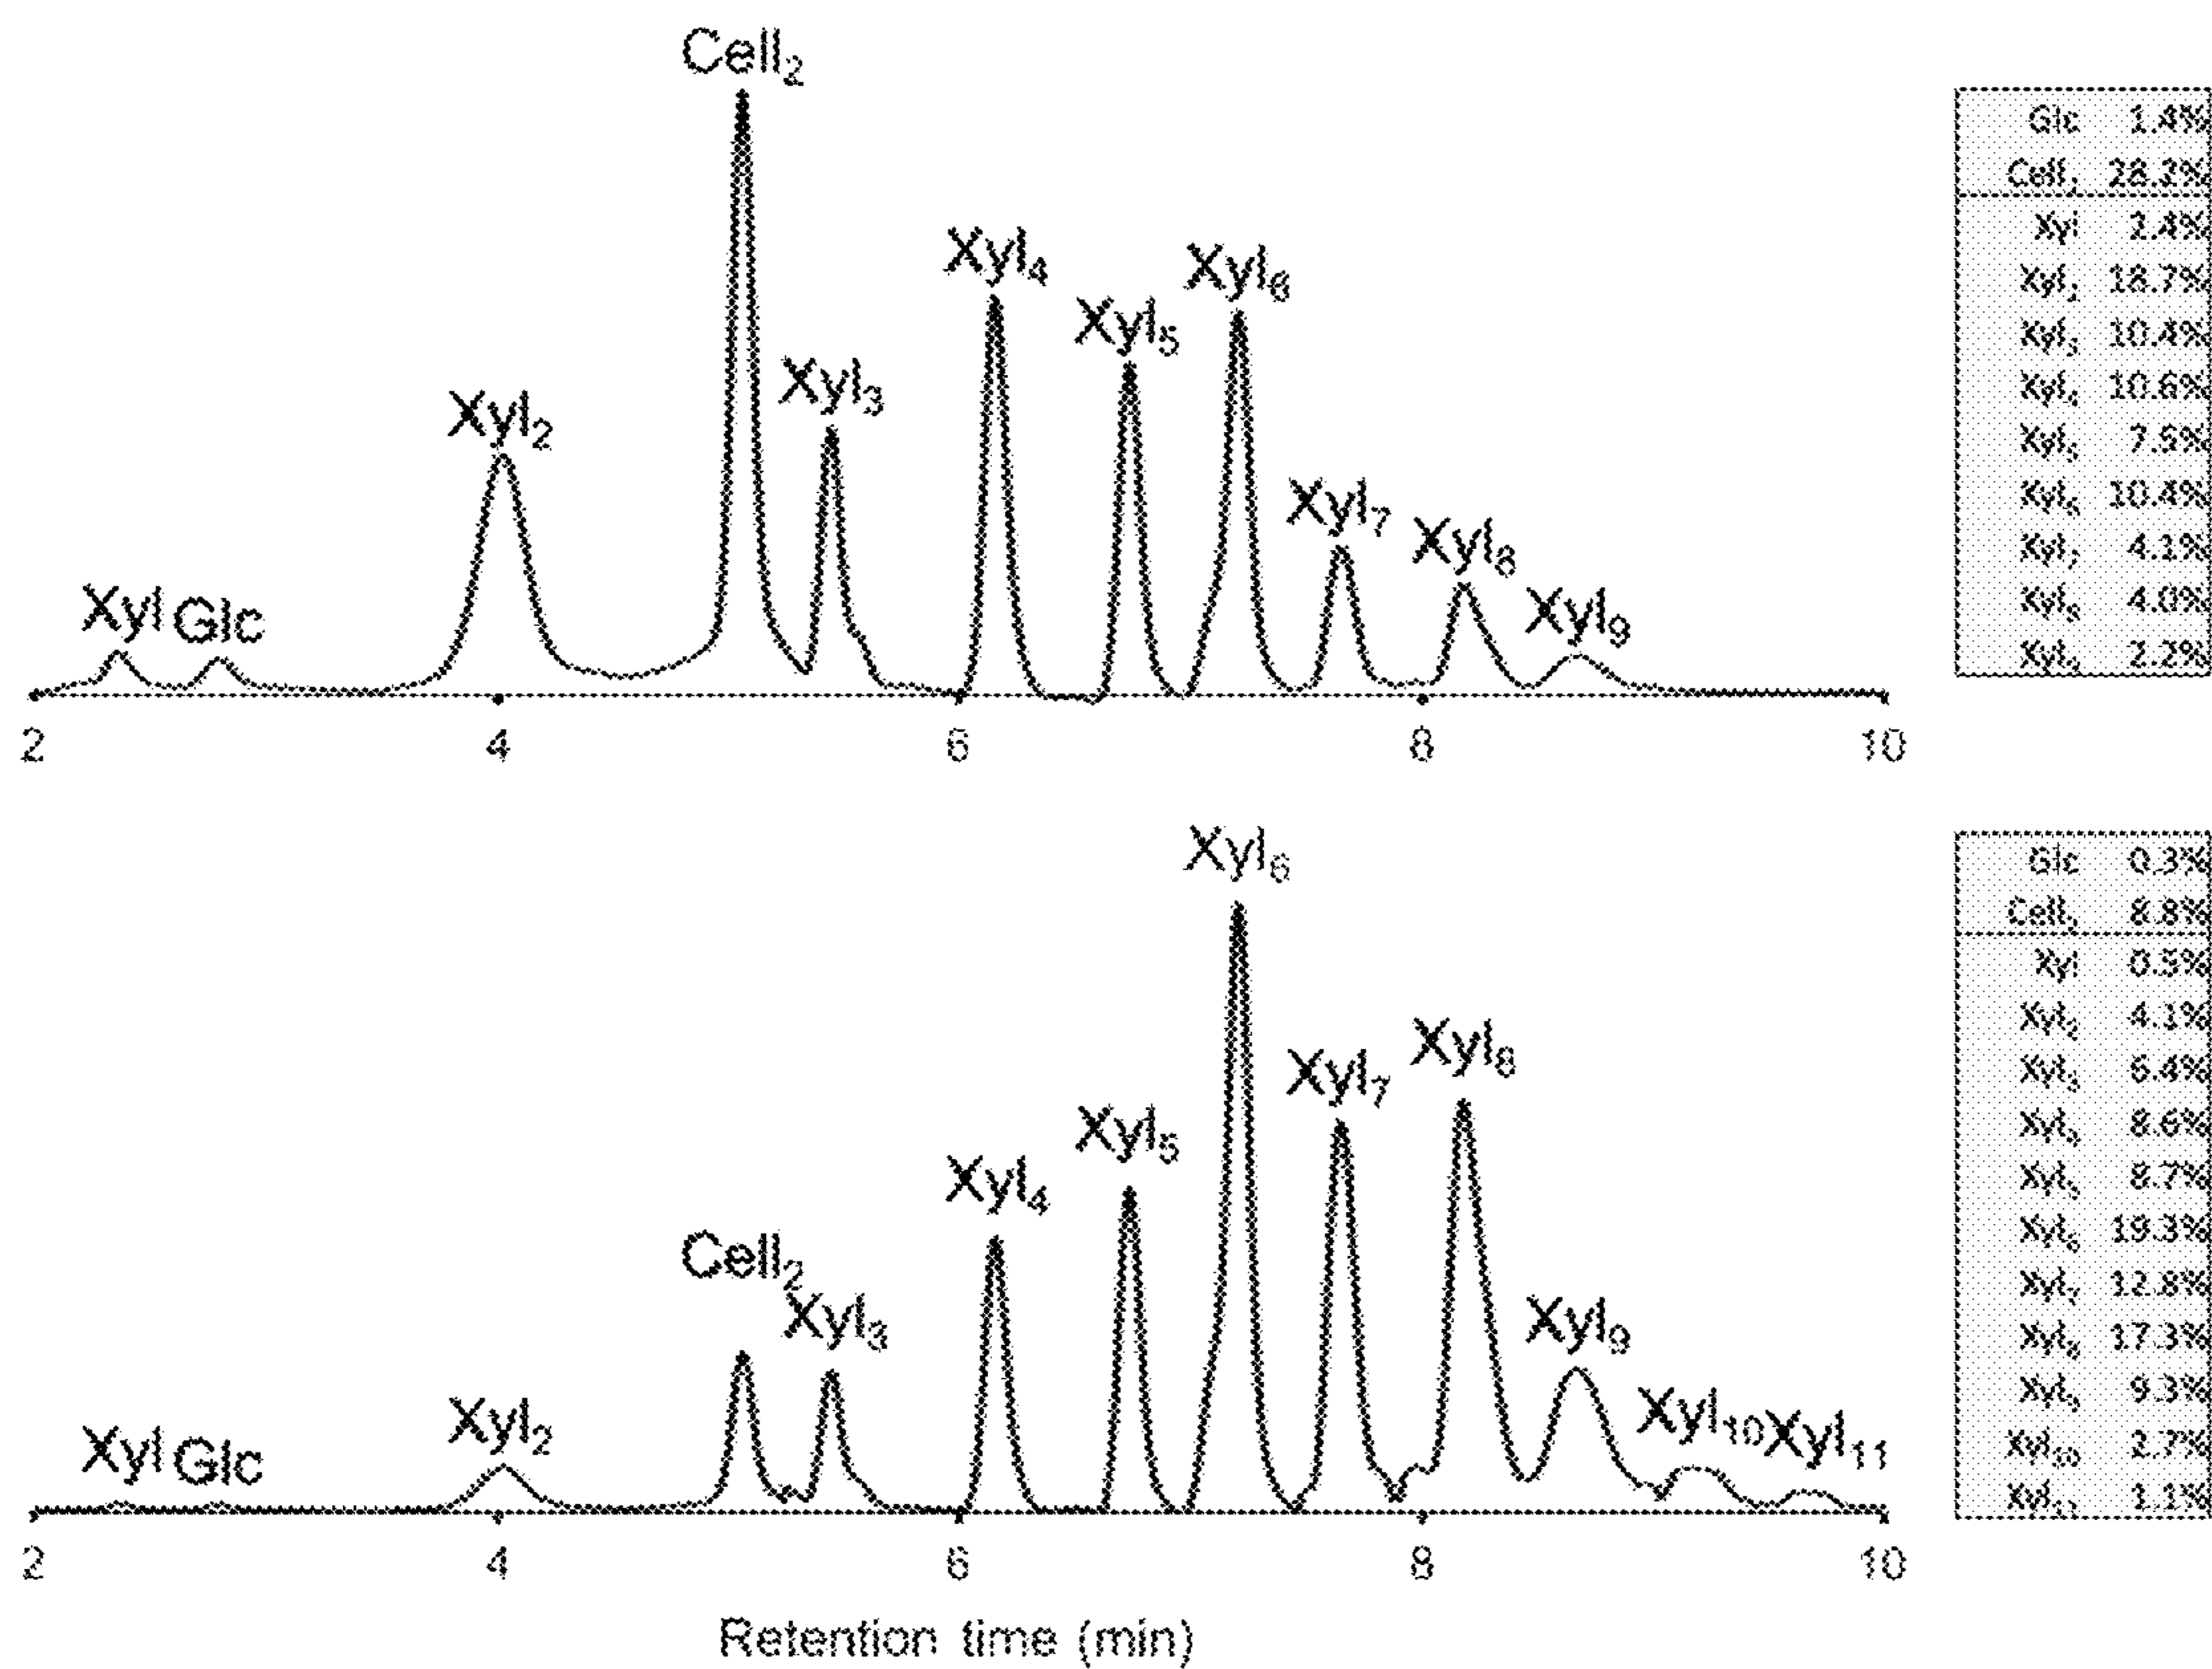 Cell₂
Xyl₄
Xyl₆
Xyl₅
Xyl₃
Xyl₂
Xyl₇
Xyl₈
Xyl Glc
Xyl₉
2 4 6 8 10
Glc 1.4%
Cell₂ 28.2%
Xyl 2.4%
Xyl₂ 18.7%
Xyl₃ 10.4%
Xyl₄ 10.6%
Xyl₅ 7.5%
Xyl₆ 10.4%
Xyl₇ 4.1%
Xyl₈ 4.0%
Xyl₉ 2.2%
Xyl₆
Xyl₈
Xyl₇
Xyl₅
Xyl₄
Cell₂
Xyl₃
Xyl₉
Xyl₂
Xyl₁₀ Xyl₁₁
Xyl Glc
2 4 6 8 10
Retention time (min)
Glc 0.3%
Cell₂ 8.8%
Xyl 0.5%
Xyl₂ 4.1%
Xyl₃ 6.4%
Xyl₄ 8.6%
Xyl₅ 8.7%
Xyl₆ 19.3%
Xyl₇ 12.8%
Xyl₈ 17.3%
Xyl₉ 9.3%
Xyl₁₀ 2.7%
Xyl₁₁ 1.1%